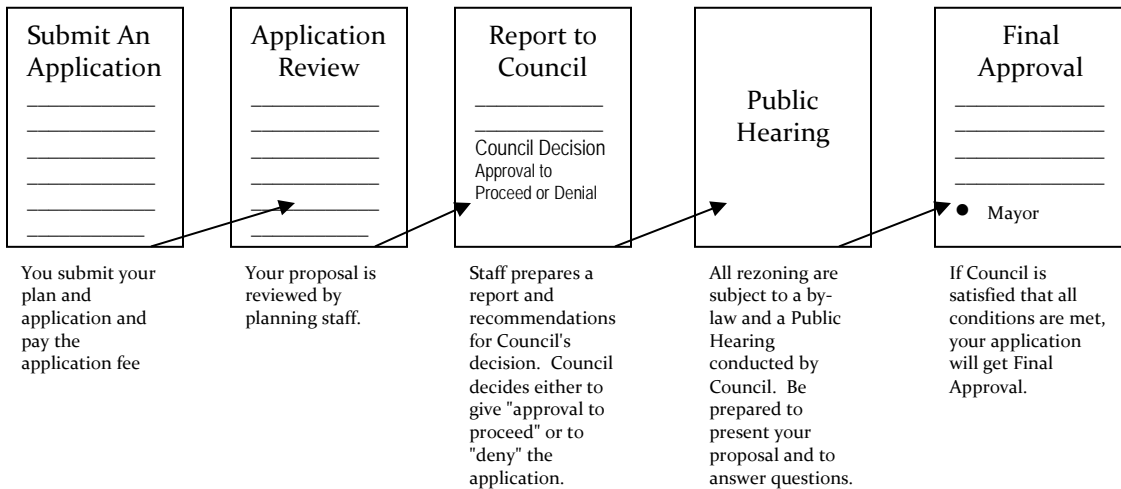 Submit An
Application
Application
Review
Report to
Council
Council Decision
Approval to
Proceed or Denial
Public
Hearing
Final
Approval
● Mayor
You submit your
plan and
application and
pay the
application fee
Your proposal is
reviewed by
planning staff.
Staff prepares a
report and
recommendations
for Council's
decision. Council
decides either to
give "approval to
proceed" or to
"deny" the
application.
All rezoning are
subject to a by-
law and a Public
Hearing
conducted by
Council. Be
prepared to
present your
proposal and to
answer questions.
If Council is
satisfied that all
conditions are met,
your application
will get Final
Approval.